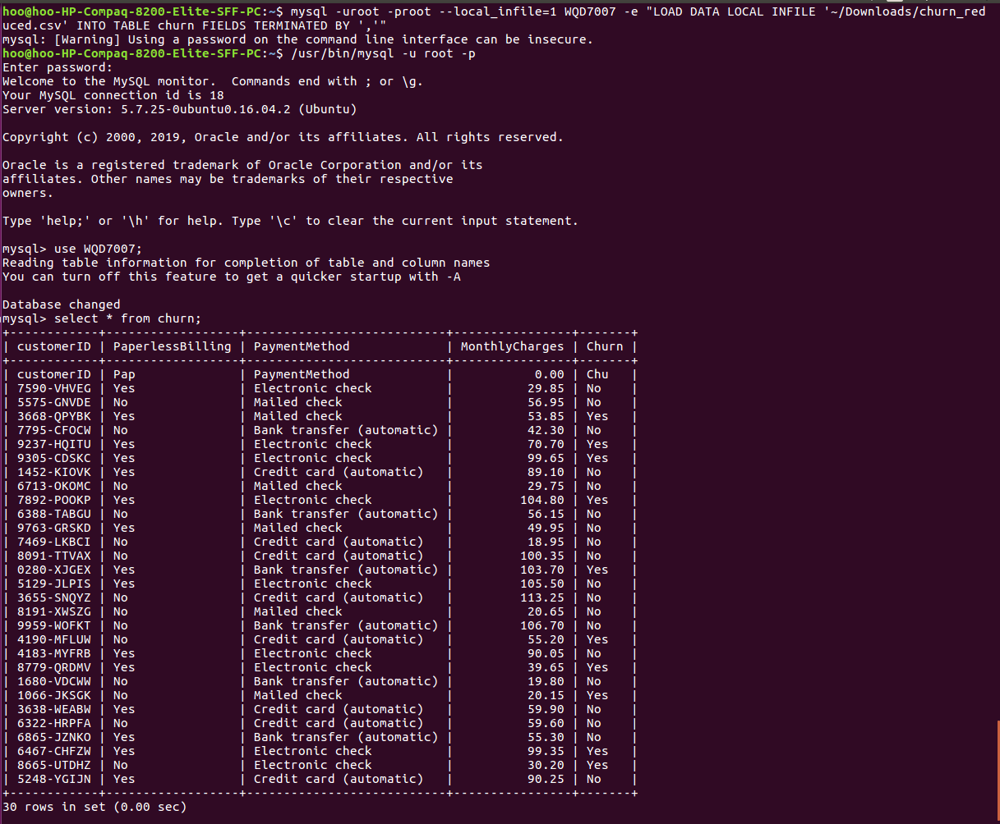 hoo@hoo-HP-Compaq-8200-Elite-SFF-PC:~$ mysql -uroot -proot --local_infile=1 WQD7007 -e "LOAD DATA LOCAL INFILE '~/Downloads/churn_red
uced.csv' INTO TABLE churn FIELDS TERMINATED BY ','"
mysql: [Warning] Using a password on the command line interface can be insecure.
hoo@hoo-HP-Compaq-8200-Elite-SFF-PC:~$ /usr/bin/mysql -u root -p
Enter password:
Welcome to the MySQL monitor.  Commands end with ; or \g.
Your MySQL connection id is 18
Server version: 5.7.25-0ubuntu0.16.04.2 (Ubuntu)

Copyright (c) 2000, 2019, Oracle and/or its affiliates. All rights reserved.

Oracle is a registered trademark of Oracle Corporation and/or its
affiliates. Other names may be trademarks of their respective
owners.

Type 'help;' or '\h' for help. Type '\c' to clear the current input statement.

mysql> use WQD7007;
Reading table information for completion of table and column names
You can turn off this feature to get a quicker startup with -A

Database changed
mysql> select * from churn;
+------------+------------------+---------------------------+----------------+-------+
| customerID | PaperlessBilling | PaymentMethod             | MonthlyCharges | Churn |
+------------+------------------+---------------------------+----------------+-------+
| customerID | Pap              | PaymentMethod             |           0.00 | Chu   |
| 7590-VHVEG | Yes              | Electronic check          |          29.85 | No    |
| 5575-GNVDE | No               | Mailed check              |          56.95 | No    |
| 3668-QPYBK | Yes              | Mailed check              |          53.85 | Yes   |
| 7795-CFOCW | No               | Bank transfer (automatic) |          42.30 | No    |
| 9237-HQITU | Yes              | Electronic check          |          70.70 | Yes   |
| 9305-CDSKC | Yes              | Electronic check          |          99.65 | Yes   |
| 1452-KIOVK | Yes              | Credit card (automatic)   |          89.10 | No    |
| 6713-OKOMC | No               | Mailed check              |          29.75 | No    |
| 7892-POOKP | Yes              | Electronic check          |         104.80 | Yes   |
| 6388-TABGU | No               | Bank transfer (automatic) |          56.15 | No    |
| 9763-GRSKD | Yes              | Mailed check              |          49.95 | No    |
| 7469-LKBCI | No               | Credit card (automatic)   |          18.95 | No    |
| 8091-TTVAX | No               | Credit card (automatic)   |         100.35 | No    |
| 0280-XJGEX | Yes              | Bank transfer (automatic) |         103.70 | Yes   |
| 5129-JLPIS | Yes              | Electronic check          |         105.50 | No    |
| 3655-SNQYZ | No               | Credit card (automatic)   |         113.25 | No    |
| 8191-XWSZG | No               | Mailed check              |          20.65 | No    |
| 9959-WOFKT | No               | Bank transfer (automatic) |         106.70 | No    |
| 4190-MFLUW | No               | Credit card (automatic)   |          55.20 | Yes   |
| 4183-MYFRB | Yes              | Electronic check          |          90.05 | No    |
| 8779-QRDMV | Yes              | Electronic check          |          39.65 | Yes   |
| 1680-VDCWW | No               | Bank transfer (automatic) |          19.80 | No    |
| 1066-JKSGK | No               | Mailed check              |          20.15 | Yes   |
| 3638-WEABW | Yes              | Credit card (automatic)   |          59.90 | No    |
| 6322-HRPFA | No               | Credit card (automatic)   |          59.60 | No    |
| 6865-JZNKO | Yes              | Bank transfer (automatic) |          55.30 | No    |
| 6467-CHFZW | Yes              | Electronic check          |          99.35 | Yes   |
| 8665-UTDHZ | No               | Electronic check          |          30.20 | Yes   |
| 5248-YGIJN | Yes              | Credit card (automatic)   |          90.25 | No    |
+------------+------------------+---------------------------+----------------+-------+
30 rows in set (0.00 sec)